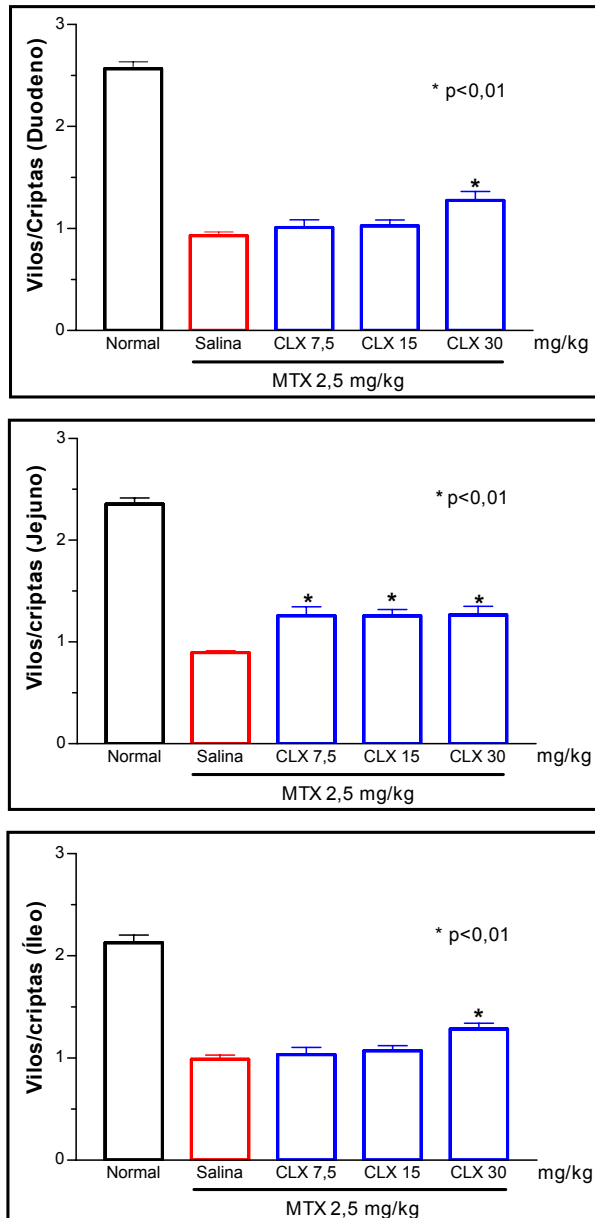 Vilos/Criptas (Duodeno)
3
2
1
0
* p<0,01
*
Normal Salina CLX 7,5 CLX 15 CLX 30 mg/kg
MTX 2,5 mg/kg
Vilos/criptas (Jejuno)
3
2
1
0
* p<0,01
* * *
Normal Salina CLX 7,5 CLX 15 CLX 30 mg/kg
MTX 2,5 mg/kg
Vilos/criptas (Íleo)
3
2
1
0
* p<0,01
*
Normal Salina CLX 7,5 CLX 15 CLX 30 mg/kg
MTX 2,5 mg/kg